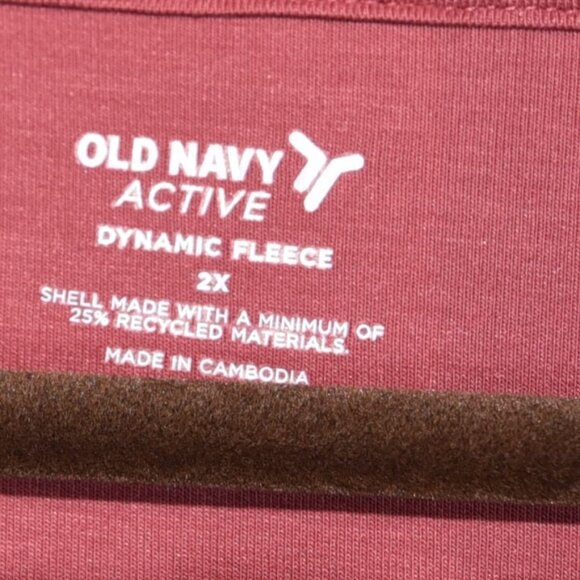 OLD NAVY
ACTIVE
DYNAMIC FLEECE
2X
SHELL MADE WITH A MINIMUM OF
25% RECYCLED MATERIALS.
MADE IN CAMBODIA